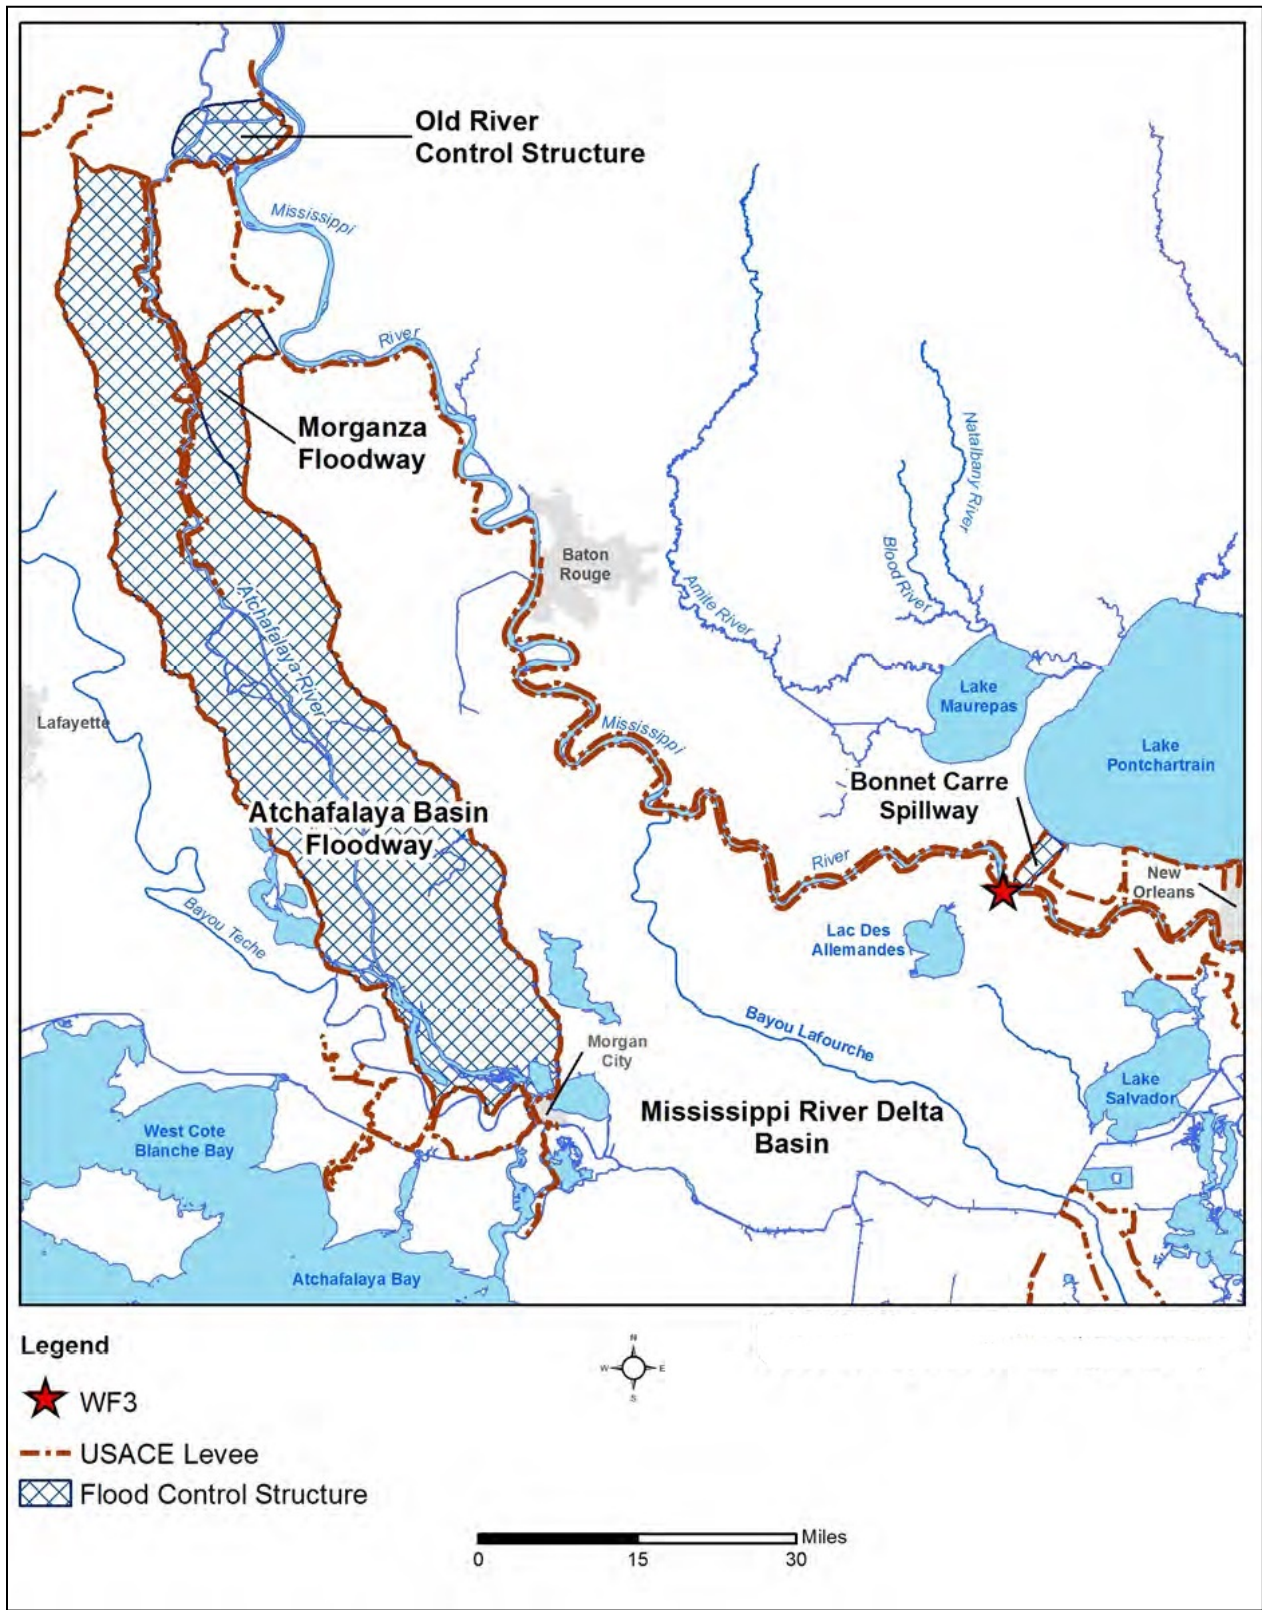 Old River
Control Structure
Mississippi
River
Morganza
Floodway
Natalbany River
Blood River
Baton
Rouge
Amite River
Atchafalaya River
Lake
Maurepas
Lafayette
Mississippi
Lake
Pontchartrain
Bonnet Carre
Spillway
Atchafalaya Basin
Floodway
River
New
Orleans
Bayou Teche
Lac Des
Allemandes
Bayou Lafourche
Morgan
City
Lake
Salvador
Mississippi River Delta
Basin
West Cote
Blanche Bay
Atchafalaya Bay
Legend
N
W E
S
WF3
USACE Levee
Flood Control Structure
Miles
0 15 30